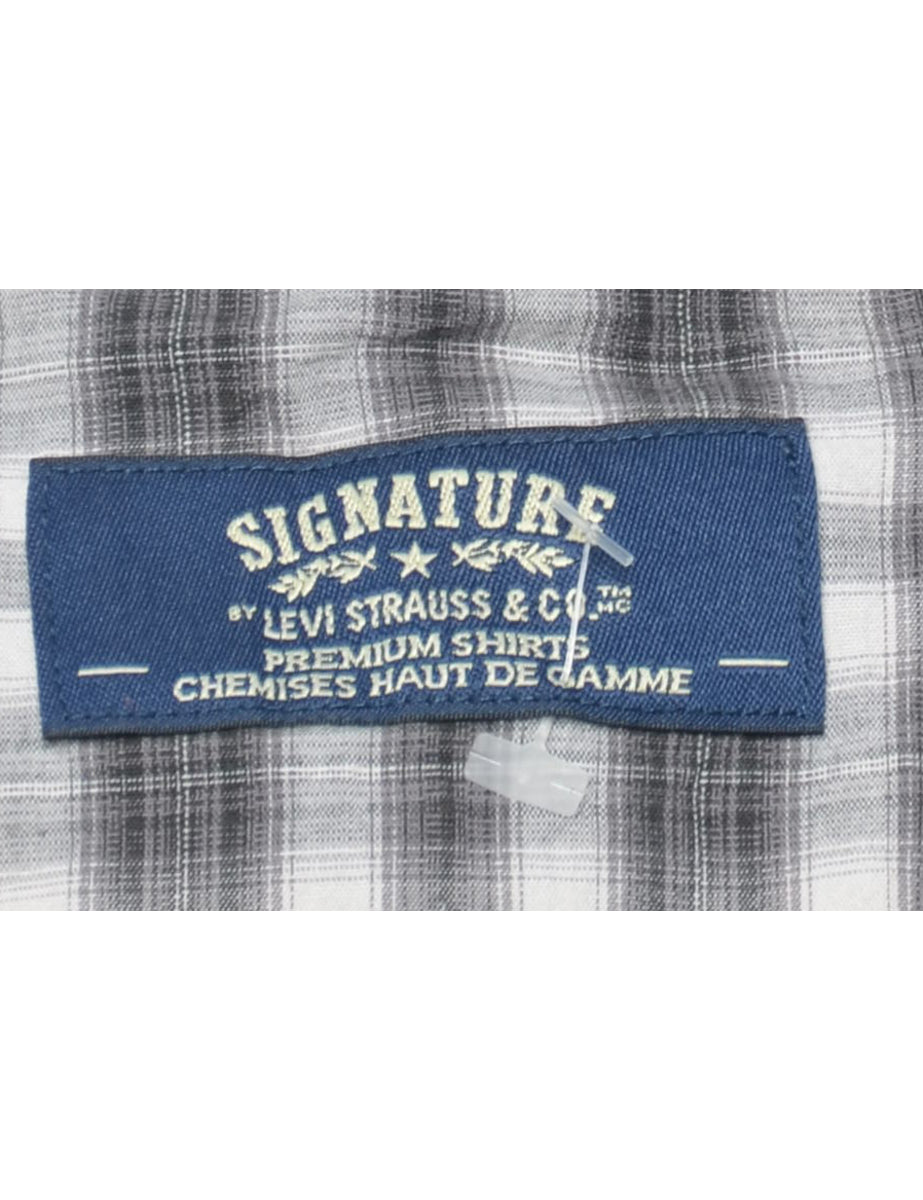 SIGNATURE
BY LEVI STRAUSS & CO. TM MC
PREMIUM SHIRTS
CHEMISES HAUT DE GAMME